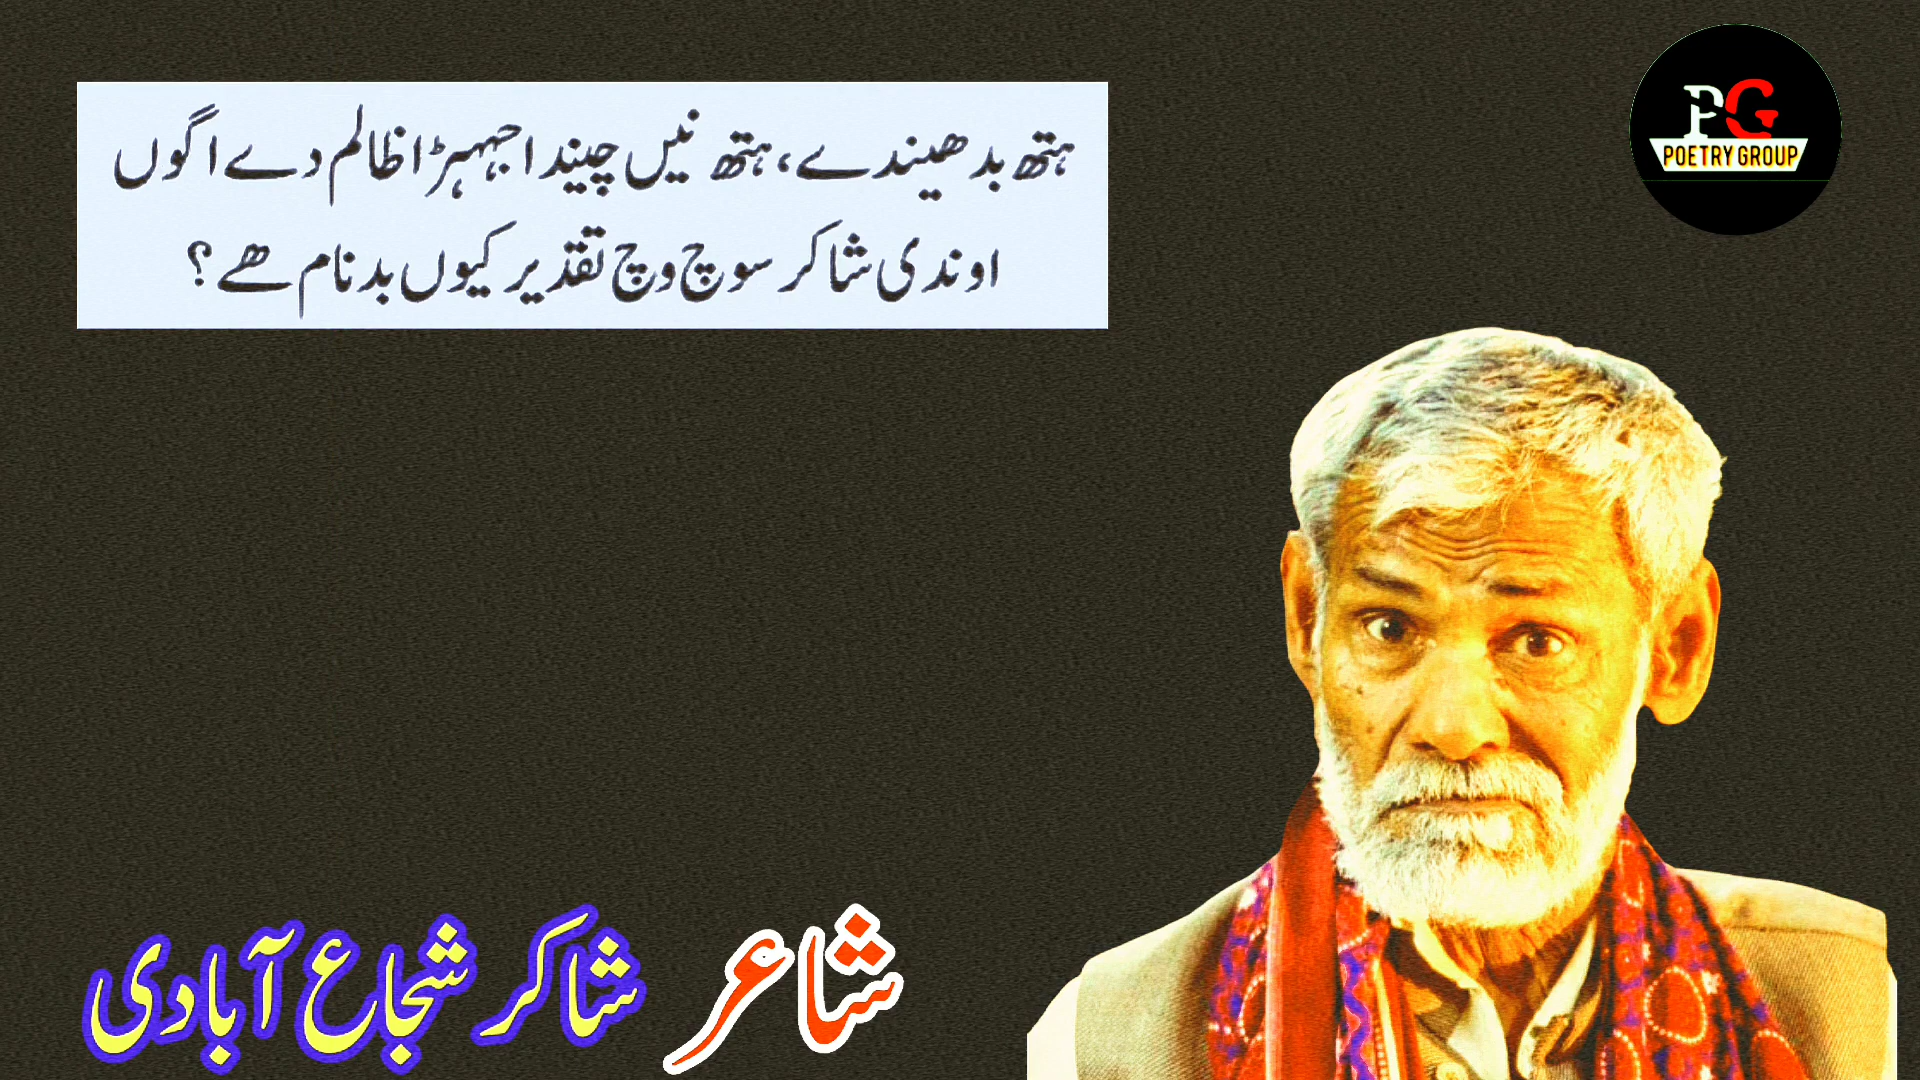 PG
POETRY GROUP
ہتھ بدھیندے، ہتھ نیں چیندا جہڑا ظالم دے اگوں
اوندی شاکر سوچ وچ تقدیر کیوں بدنام ھے؟
شاعر شاکر شجاع آبادی